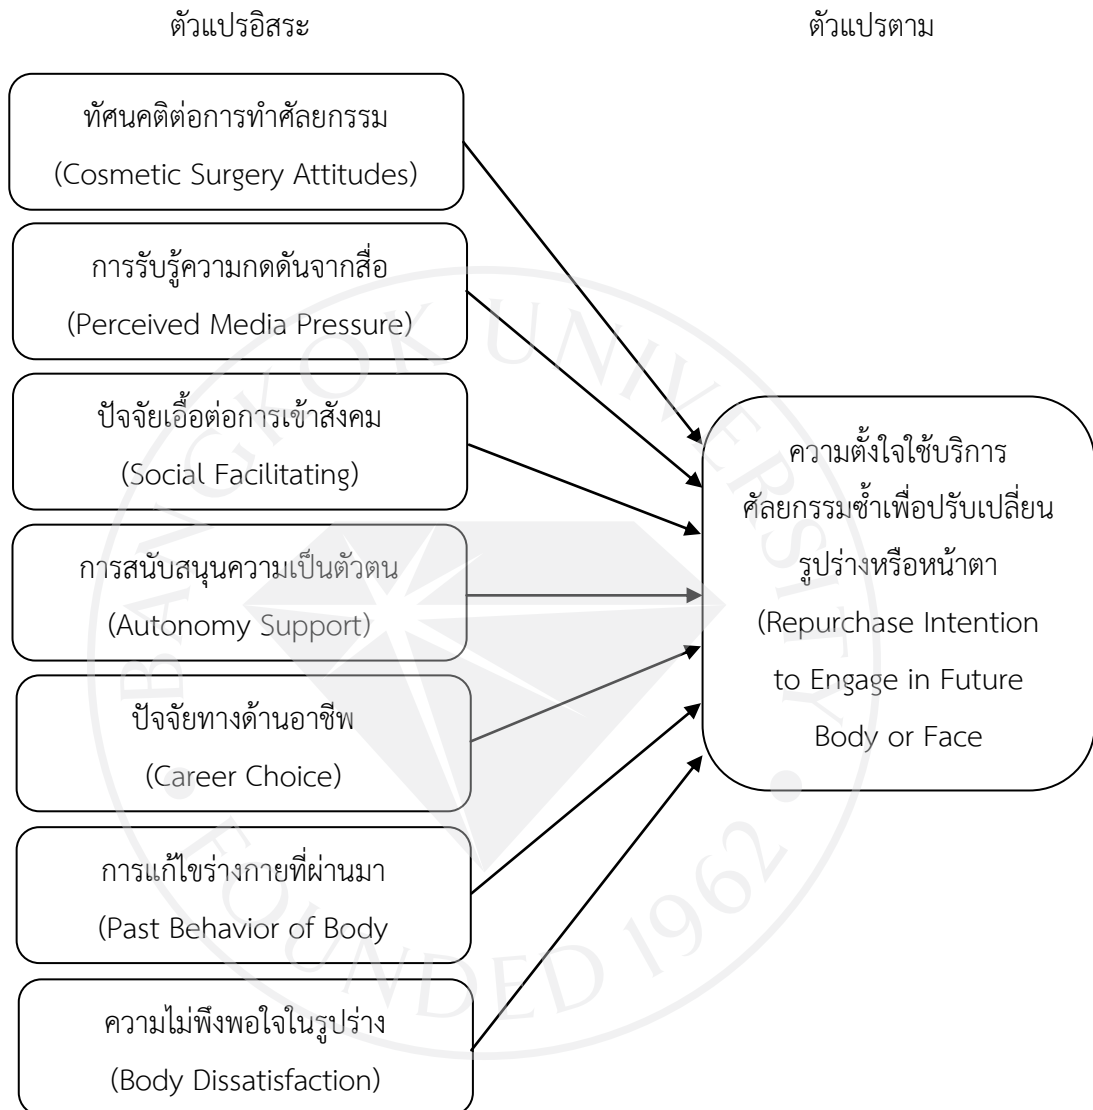 ตัวแปรอิสระ
ตัวแปรตาม
ทัศนคติต่อการทำศัลยกรรม
(Cosmetic Surgery Attitudes)
การรับรู้ความกดดันจากสื่อ
(Perceived Media Pressure)
ปัจจัยเอื้อต่อการเข้าสังคม
(Social Facilitating)
การสนับสนุนความเป็นตัวตน
(Autonomy Support)
ปัจจัยทางด้านอาชีพ
(Career Choice)
การแก้ไขร่างกายที่ผ่านมา
(Past Behavior of Body
ความไม่พึงพอใจในรูปร่าง
(Body Dissatisfaction)
ความตั้งใจใช้บริการ
ศัลยกรรมซ้ำเพื่อปรับเปลี่ยน
รูปร่างหรือหน้าตา
(Repurchase Intention
to Engage in Future
Body or Face
BANGKOK UNIVERSITY
FOUNDED 1962